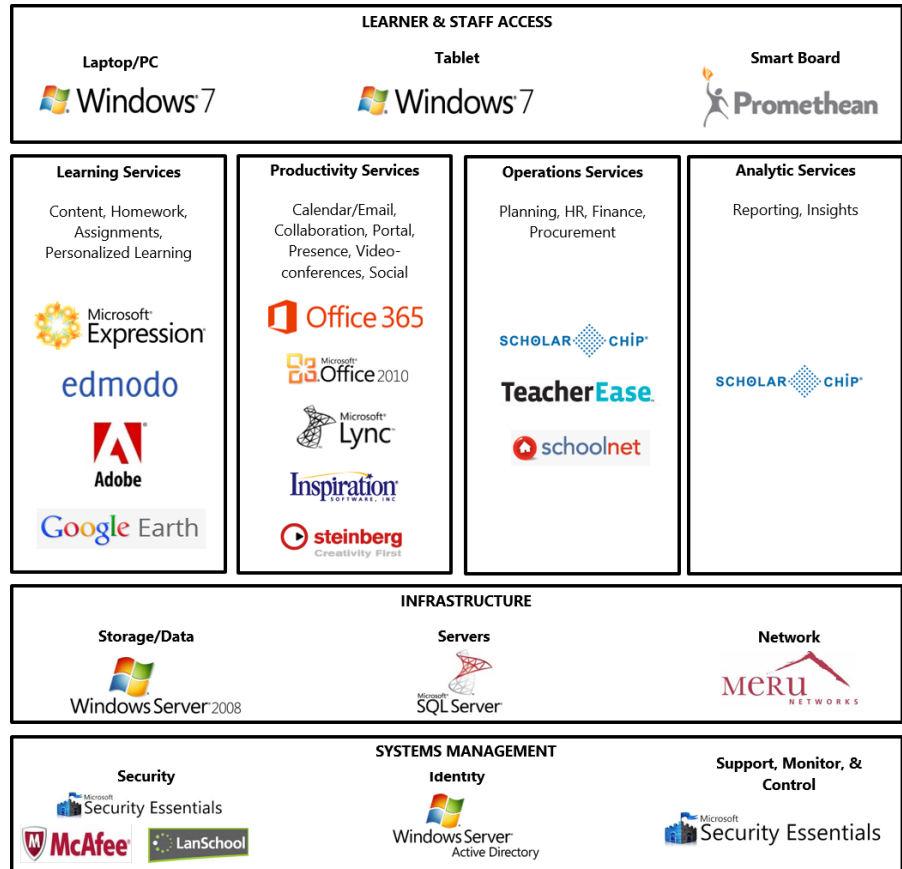 LEARNER & STAFF ACCESS
Laptop/PC
Windows 7
Tablet
Windows 7
Smart Board
Promethean
Learning Services
Content, Homework,
Assignments,
Personalized Learning
Microsoft
Expression
edmodo
Adobe
Google Earth
Productivity Services
Calendar/Email,
Collaboration, Portal,
Presence, Video-
conferences, Social
Office 365
Microsoft
Office 2010
Microsoft
Lync
Inspiration
SOFTWARE, INC
steinberg
Creativity First
Operations Services
Planning, HR, Finance,
Procurement
SCHOLAR CHiP
TeacherEase
schoolnet
Analytic Services
Reporting, Insights
SCHOLAR CHiP
INFRASTRUCTURE
Storage/Data
Windows Server 2008
Servers
Microsoft
SQL Server
Network
MeRU
NETWORKS
SYSTEMS MANAGEMENT
Security
Microsoft
Security Essentials
M McAfee
LanSchool
Identity
Windows Server
Active Directory
Support, Monitor, &
Control
Microsoft
Security Essentials